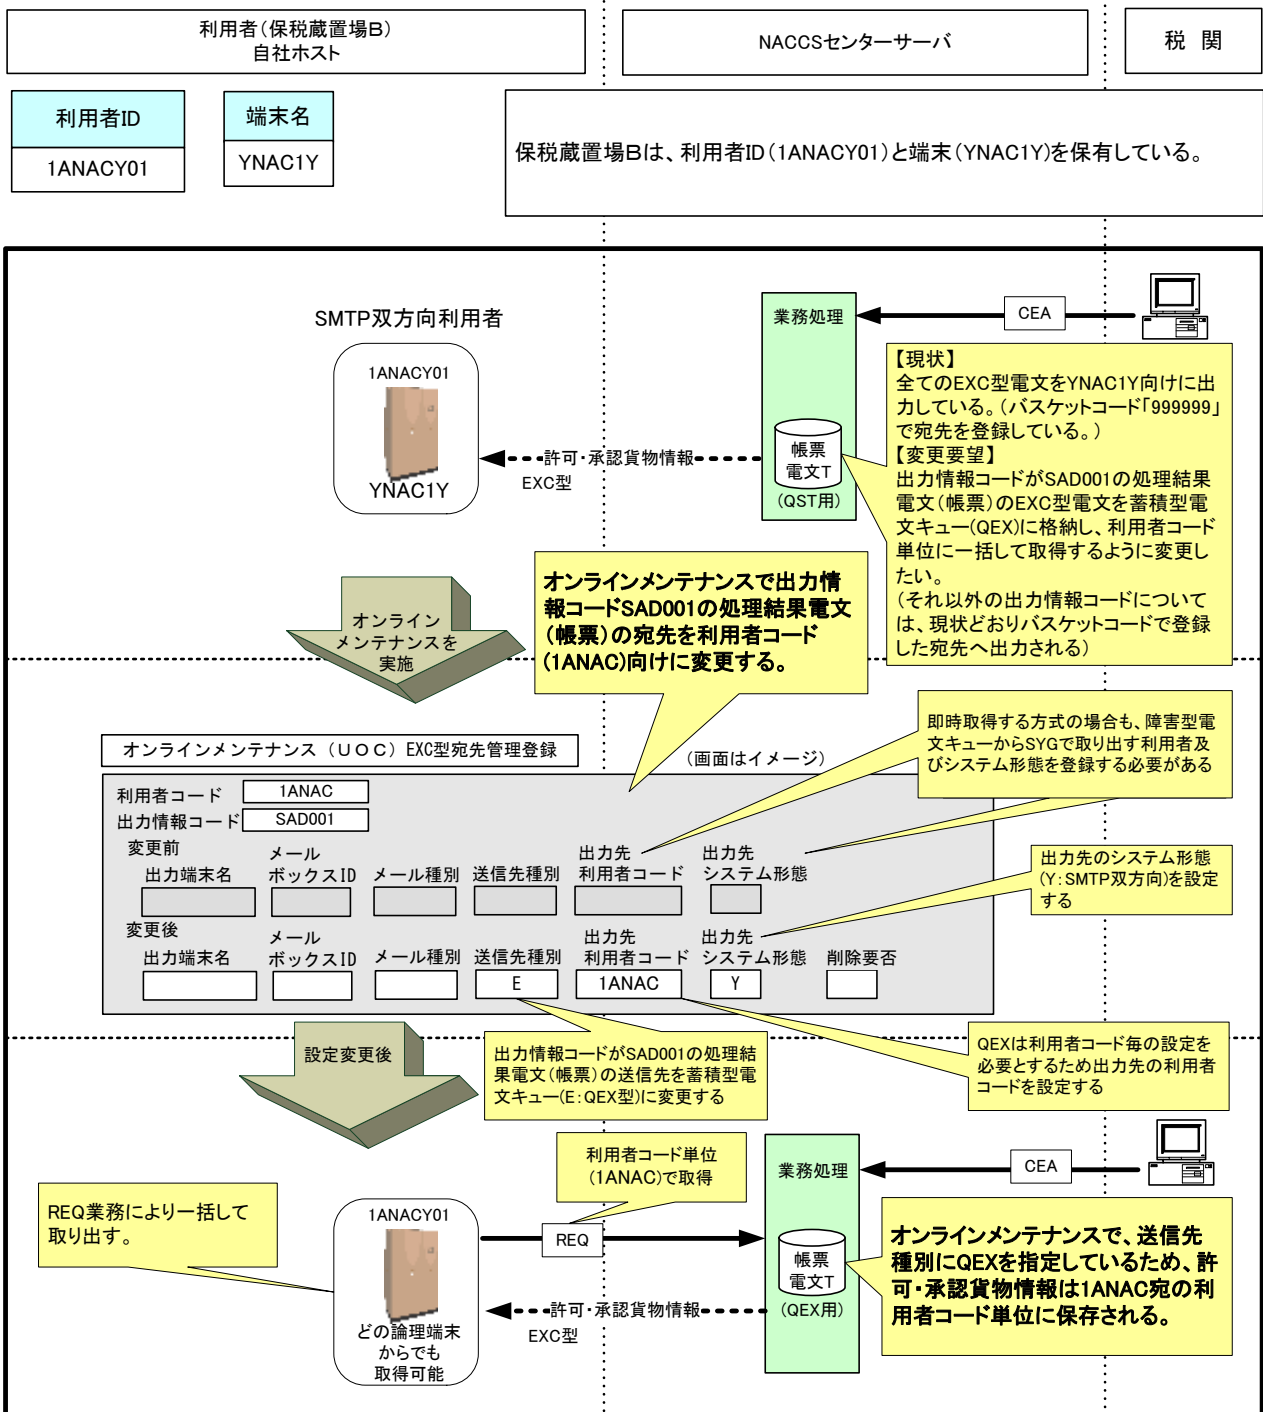 利用者(保税蔵置場B)
自社ホスト
NACCSセンターサーバ
税 関
利用者ID
1ANACY01
端末名
YNAC1Y
保税蔵置場Bは、利用者ID(1ANACY01)と端末(YNAC1Y)を保有している。
SMTP双方向利用者
1ANACY01
YNAC1Y
許可・承認貨物情報
EXC型
業務処理
帳票
電文T
(QST用)
CEA
【現状】
全てのEXC型電文をYNAC1Y向けに出
力している。(バスケットコード「999999」
で宛先を登録している。)
【変更要望】
出力情報コードがSAD001の処理結果
電文(帳票)のEXC型電文を蓄積型電
文キュー(QEX)に格納し、利用者コード
単位に一括して取得するように変更し
たい。
(それ以外の出力情報コードについて
は、現状どおりバスケットコードで登録
した宛先へ出力される)
オンライン
メンテナンスを
実施
オンラインメンテナンスで出力情
報コードSAD001の処理結果電文
(帳票)の宛先を利用者コード
(1ANAC)向けに変更する。
即時取得する方式の場合も、障害型電
文キューからSYGで取り出す利用者及
びシステム形態を登録する必要がある
オンラインメンテナンス(UOC)EXC型宛先管理登録
(画面はイメージ)
利用者コード 1ANAC
出力情報コード SAD001
変更前
出力端末名
メール
ボックスID
メール種別
送信先種別
出力先
利用者コード
出力先
システム形態
変更後
出力端末名
メール
ボックスID
メール種別
送信先種別
出力先
利用者コード
出力先
システム形態
削除要否
E
1ANAC
Y
出力先のシステム形態
(Y:SMTP双方向)を設定
する
設定変更後
出力情報コードがSAD001の処理結
果電文(帳票)の送信先を蓄積型電
文キュー(E:QEX型)に変更する
QEXは利用者コード毎の設定を
必要とするため出力先の利用者
コードを設定する
利用者コード単位
(1ANAC)で取得
REQ業務により一括して
取り出す。
1ANACY01
どの論理端末
からでも
取得可能
REQ
許可・承認貨物情報
EXC型
業務処理
帳票
電文T
(QEX用)
CEA
オンラインメンテナンスで、送信先
種別にQEXを指定しているため、許
可・承認貨物情報は1ANAC宛の利
用者コード単位に保存される。